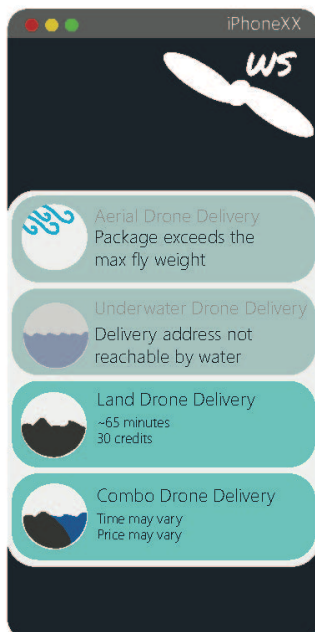 iPhoneXX
WS
Aerial Drone Delivery
Package exceeds the
max fly weight
Underwater Drone Delivery
Delivery address not
reachable by water
Land Drone Delivery
~65 minutes
30 credits
Combo Drone Delivery
Time may vary
Price may vary